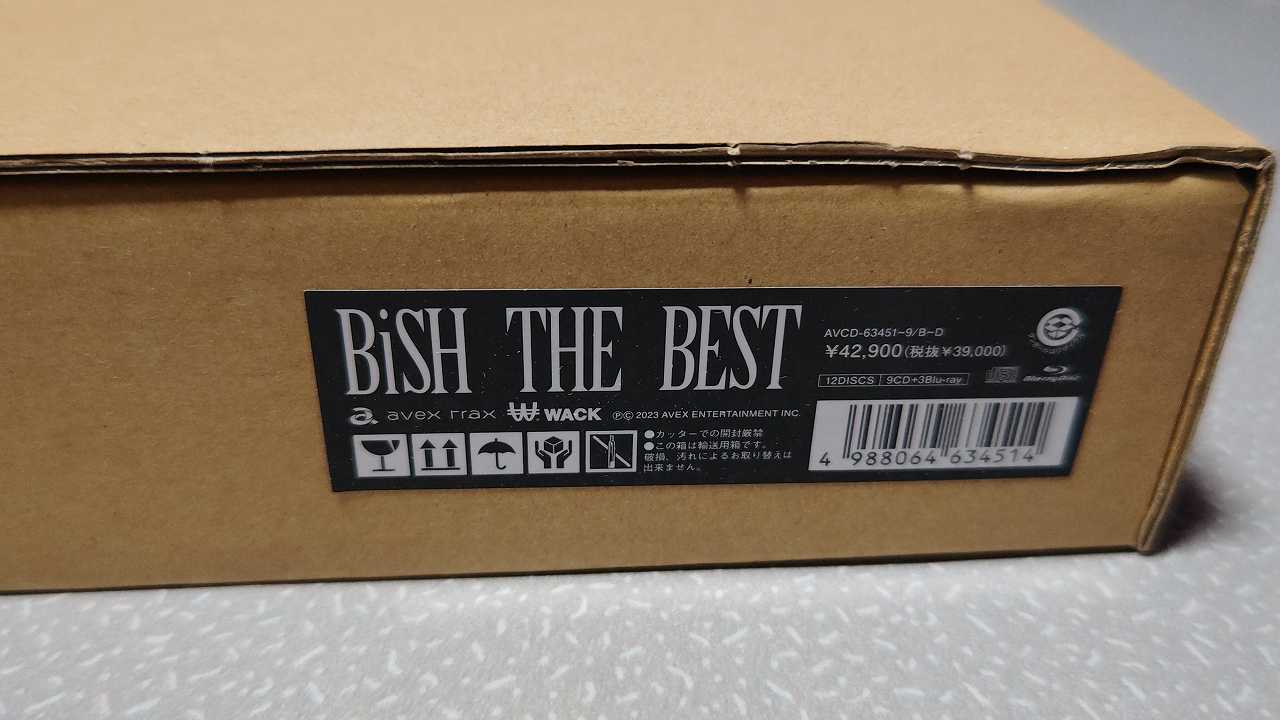 BiSH THE BEST
avex trax WACK ℗© 2023 AVEX ENTERTAINMENT INC.
●カッターでの開封厳禁
●この箱は輸送用箱です。
破損、汚れによるお取り替えは
出来ません。
AVCD-63451~9/B~D
¥42,900(税抜¥39,000)
12DISCS 9CD+3Blu-ray
Blu-ray Disc
4 988064 634514